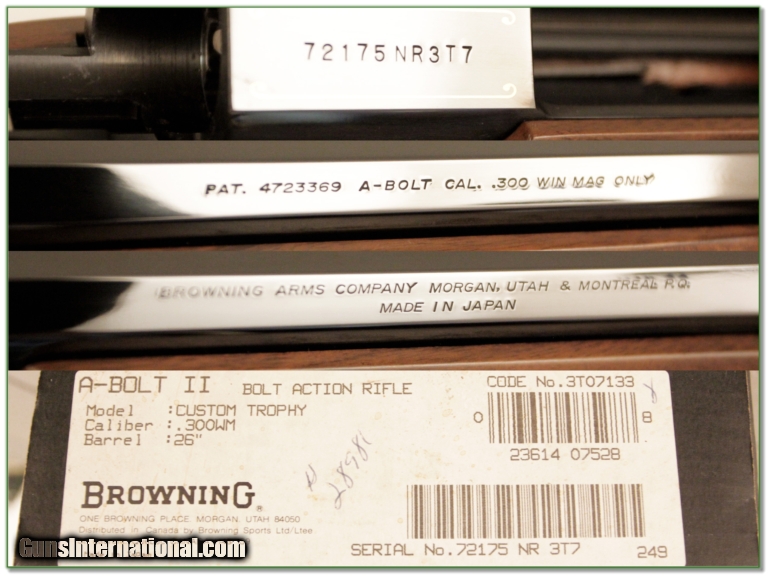 72175 NR3T7
PAT. 4723369 A-BOLT CAL. .300 WIN MAG ONLY
BROWNING ARMS COMPANY MORGAN, UTAH & MONTREAL P.Q.
MADE IN JAPAN
A-BOLT II BOLT ACTION RIFLE CODE No.3T07133
Model :CUSTOM TROPHY
Caliber :.300WM
Barrel :26"
0 8
23614 07528
28981
BROWNING®
ONE BROWNING PLACE, MORGAN, UTAH 84050
Distributed in Canada by Browning Sports Ltd/Ltee.
SERIAL No.72175 NR 3T7 249
GunsInternational.com